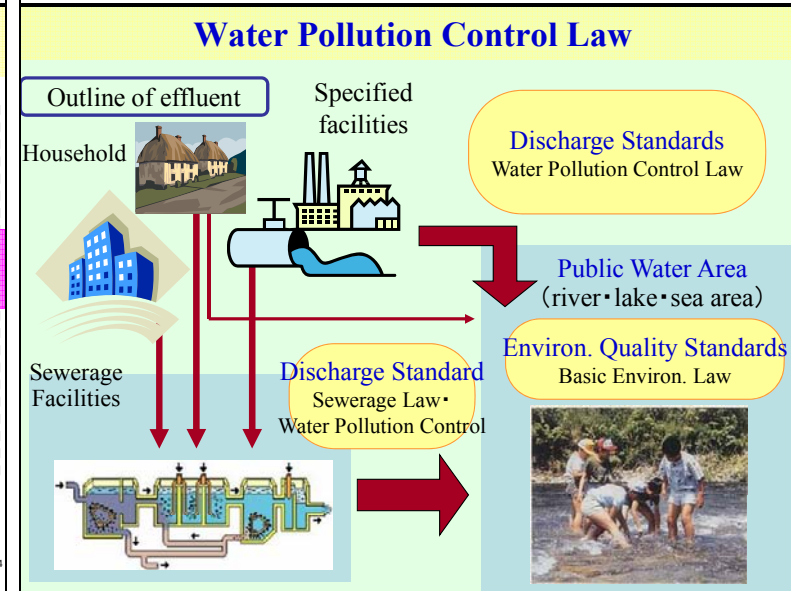 Water Pollution Control Law
Outline of effluent
Specified
facilities
Household
Discharge Standards
Water Pollution Control Law
Public Water Area
（river･lake･sea area）
Environ. Quality Standards
Basic Environ. Law
Sewerage
Facilities
Discharge Standard
Sewerage Law･
Water Pollution Control
4